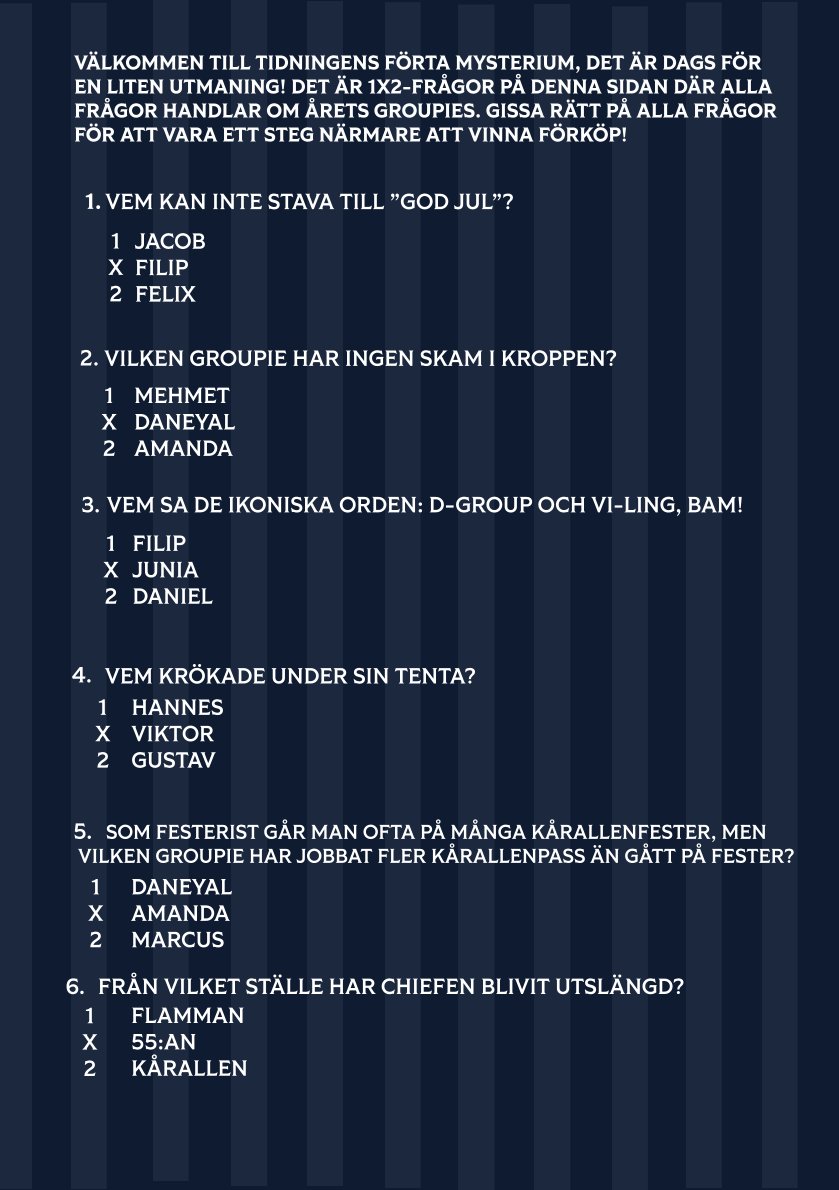 VÄLKOMMEN TILL TIDNINGENS FÖRTA MYSTERIUM, DET ÄR DAGS FÖR
EN LITEN UTMANING! DET ÄR 1X2-FRÅGOR PÅ DENNA SIDAN DÄR ALLA
FRÅGOR HANDLAR OM ÅRETS GROUPIES. GISSA RÄTT PÅ ALLA FRÅGOR
FÖR ATT VARA ETT STEG NÄRMARE ATT VINNA FÖRKÖP!
1. VEM KAN INTE STAVA TILL ”GOD JUL”?
1 JACOB
X FILIP
2 FELIX
2. VILKEN GROUPIE HAR INGEN SKAM I KROPPEN?
1 MEHMET
X DANEYAL
2 AMANDA
3. VEM SA DE IKONISKA ORDEN: D-GROUP OCH VI-LING, BAM!
1 FILIP
X JUNIA
2 DANIEL
4. VEM KRÖKADE UNDER SIN TENTA?
1 HANNES
X VIKTOR
2 GUSTAV
5. SOM FESTERIST GÅR MAN OFTA PÅ MÅNGA KÅRALLENFESTER, MEN
VILKEN GROUPIE HAR JOBBAT FLER KÅRALLENPASS ÄN GÅTT PÅ FESTER?
1 DANEYAL
X AMANDA
2 MARCUS
6. FRÅN VILKET STÄLLE HAR CHIEFEN BLIVIT UTSLÄNGD?
1 FLAMMAN
X 55:AN
2 KÅRALLEN